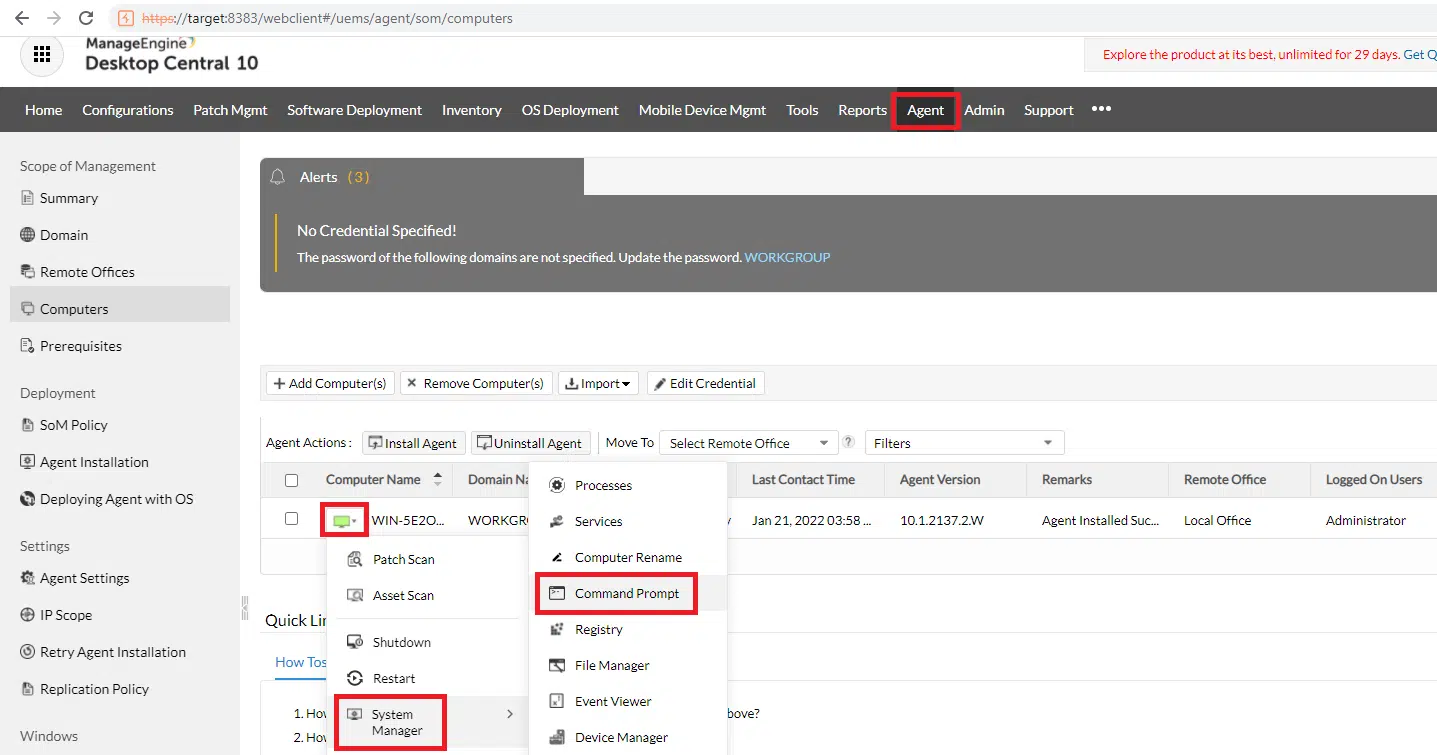 https://target:8383/webclient#/uems/agent/som/computers
ManageEngine
Desktop Central 10
Explore the product at its best, unlimited for 29 days. Get Q
Home Configurations Patch Mgmt Software Deployment Inventory OS Deployment Mobile Device Mgmt Tools Reports Agent Admin Support •••
Scope of Management
Summary
Domain
Remote Offices
Computers
Prerequisites
Deployment
SoM Policy
Agent Installation
Deploying Agent with OS
Settings
Agent Settings
IP Scope
Retry Agent Installation
Replication Policy
Windows
Alerts (3)
No Credential Specified!
The password of the following domains are not specified. Update the password. WORKGROUP
Add Computer(s) Remove Computer(s) Import Edit Credential
Agent Actions : Install Agent Uninstall Agent Move To Select Remote Office ? Filters
Computer Name Domain Na Last Contact Time Agent Version Remarks Remote Office Logged On Users
WIN-5E2O... WORKGRO y Jan 21, 2022 03:58 ... 10.1.2137.2.W Agent Installed Suc... Local Office Administrator
Patch Scan
Asset Scan
Shutdown
Restart
System
Manager
Processes
Services
Computer Rename
Command Prompt
Registry
File Manager
Event Viewer
Device Manager
Quick Lin
How Tos
1. How bove?
2. How